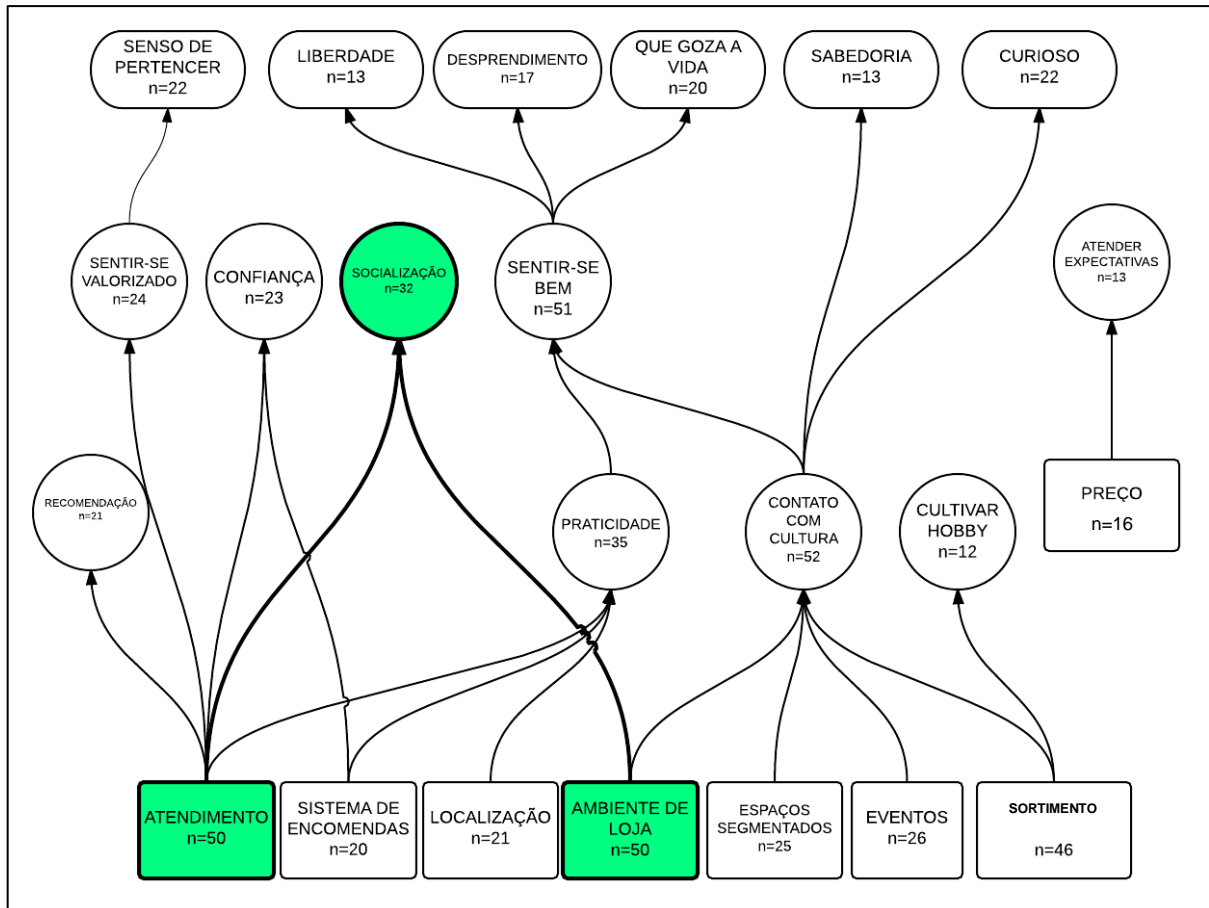 SENSO DE
PERTENCER
n=22
LIBERDADE
n=13
DESPRENDIMENTO
n=17
QUE GOZA A
VIDA
n=20
SABEDORIA
n=13
CURIOSO
n=22
SENTIR-SE
VALORIZADO
n=24
CONFIANÇA
n=23
SOCIALIZAÇÃO
n=32
SENTIR-SE
BEM
n=51
ATENDER
EXPECTATIVAS
n=13
RECOMENDAÇÃO
n=21
PRATICIDADE
n=35
CONTATO
COM
CULTURA
n=52
CULTIVAR
HOBBY
n=12
PREÇO
n=16
ATENDIMENTO
n=50
SISTEMA DE
ENCOMENDAS
n=20
LOCALIZAÇÃO
n=21
AMBIENTE DE
LOJA
n=50
ESPAÇOS
SEGMENTADOS
n=25
EVENTOS
n=26
SORTIMENTO
n=46